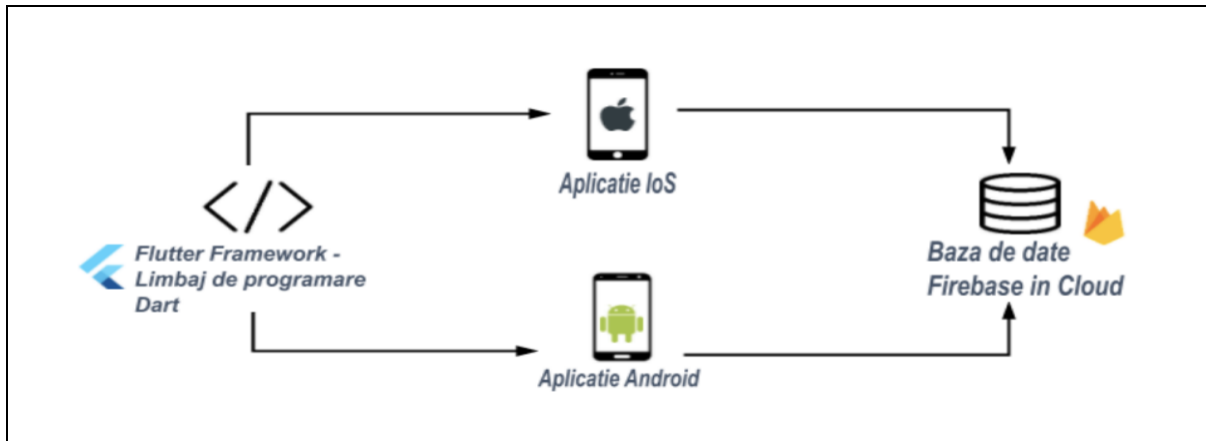 Aplicatie IoS
Flutter Framework -
Limbaj de programare
Dart
Baza de date
Firebase in Cloud
Aplicatie Android